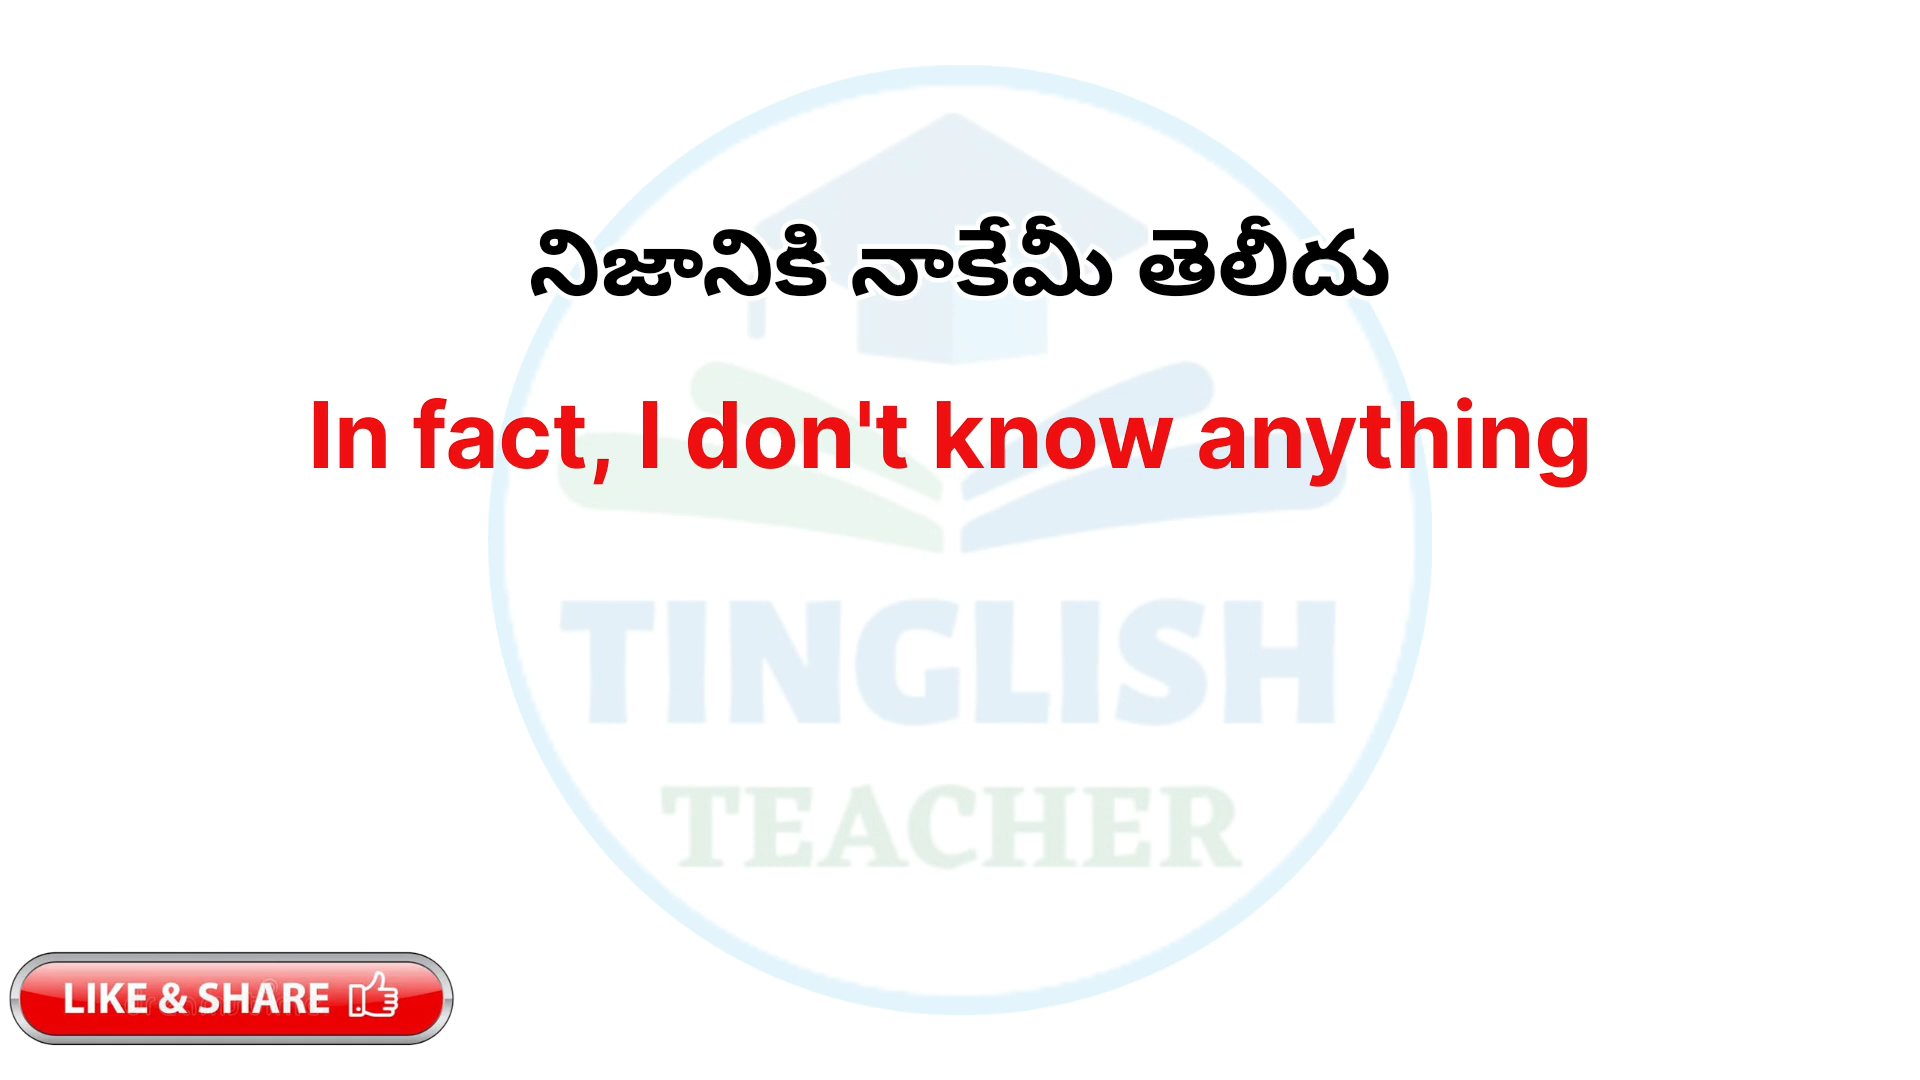 నిజానికి నాకేమీ తెలీదు
In fact, I don't know anything
TINGLISH
TEACHER
LIKE & SHARE